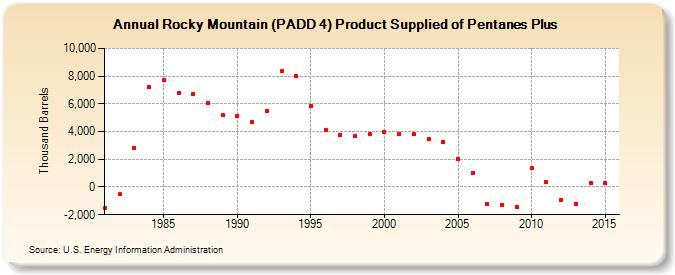 Annual Rocky Mountain (PADD 4) Product Supplied of Pentanes Plus
Thousand Barrels
10,000
8,000
6,000
4,000
2,000
0
-2,000
1985 1990 1995 2000 2005 2010 2015
Source: U.S. Energy Information Administration